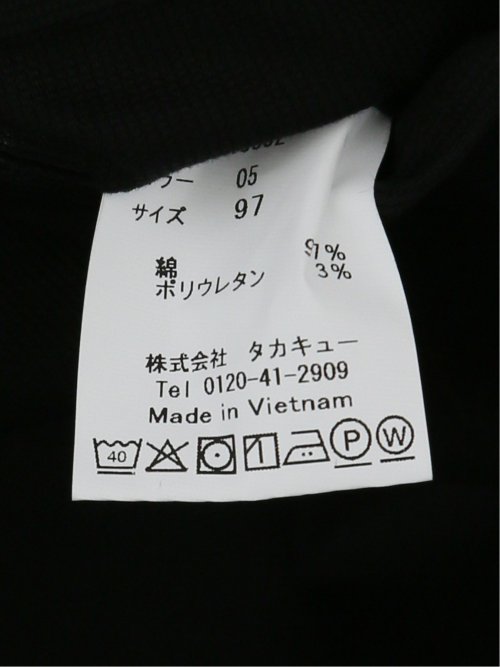 ラー 05
サイズ 97
綿 97%
ポリウレタン 3%
株式会社 タカキュー
Tel 0120-41-2909
Made in Vietnam
40 P W